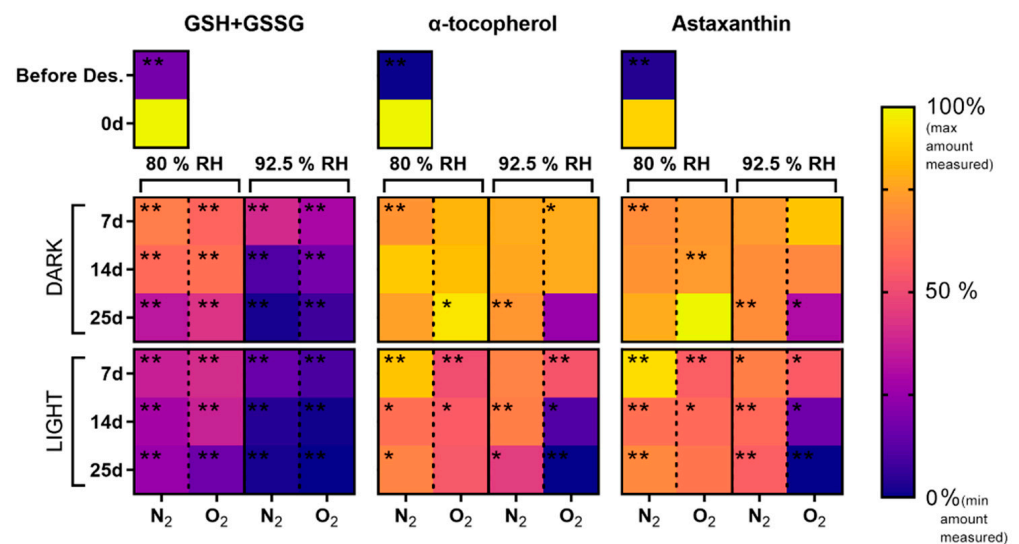 GSH+GSSG α-tocopherol Astaxanthin
Before Des. ** ** **
0d
100%
(max
amount
measured)
80 % RH 92.5 % RH 80 % RH 92.5 % RH 80 % RH 92.5 % RH
DARK
7d ** ** ** ** ** * **
14d ** ** ** ** **
25d ** ** ** ** * ** ** *
50 %
LIGHT
7d ** ** ** ** ** ** ** ** ** * *
14d ** ** ** ** * * ** * ** * ** *
25d ** ** ** ** * * ** ** ** **
0%(min
amount
measured)
N₂ O₂ N₂ O₂ N₂ O₂ N₂ O₂ N₂ O₂ N₂ O₂